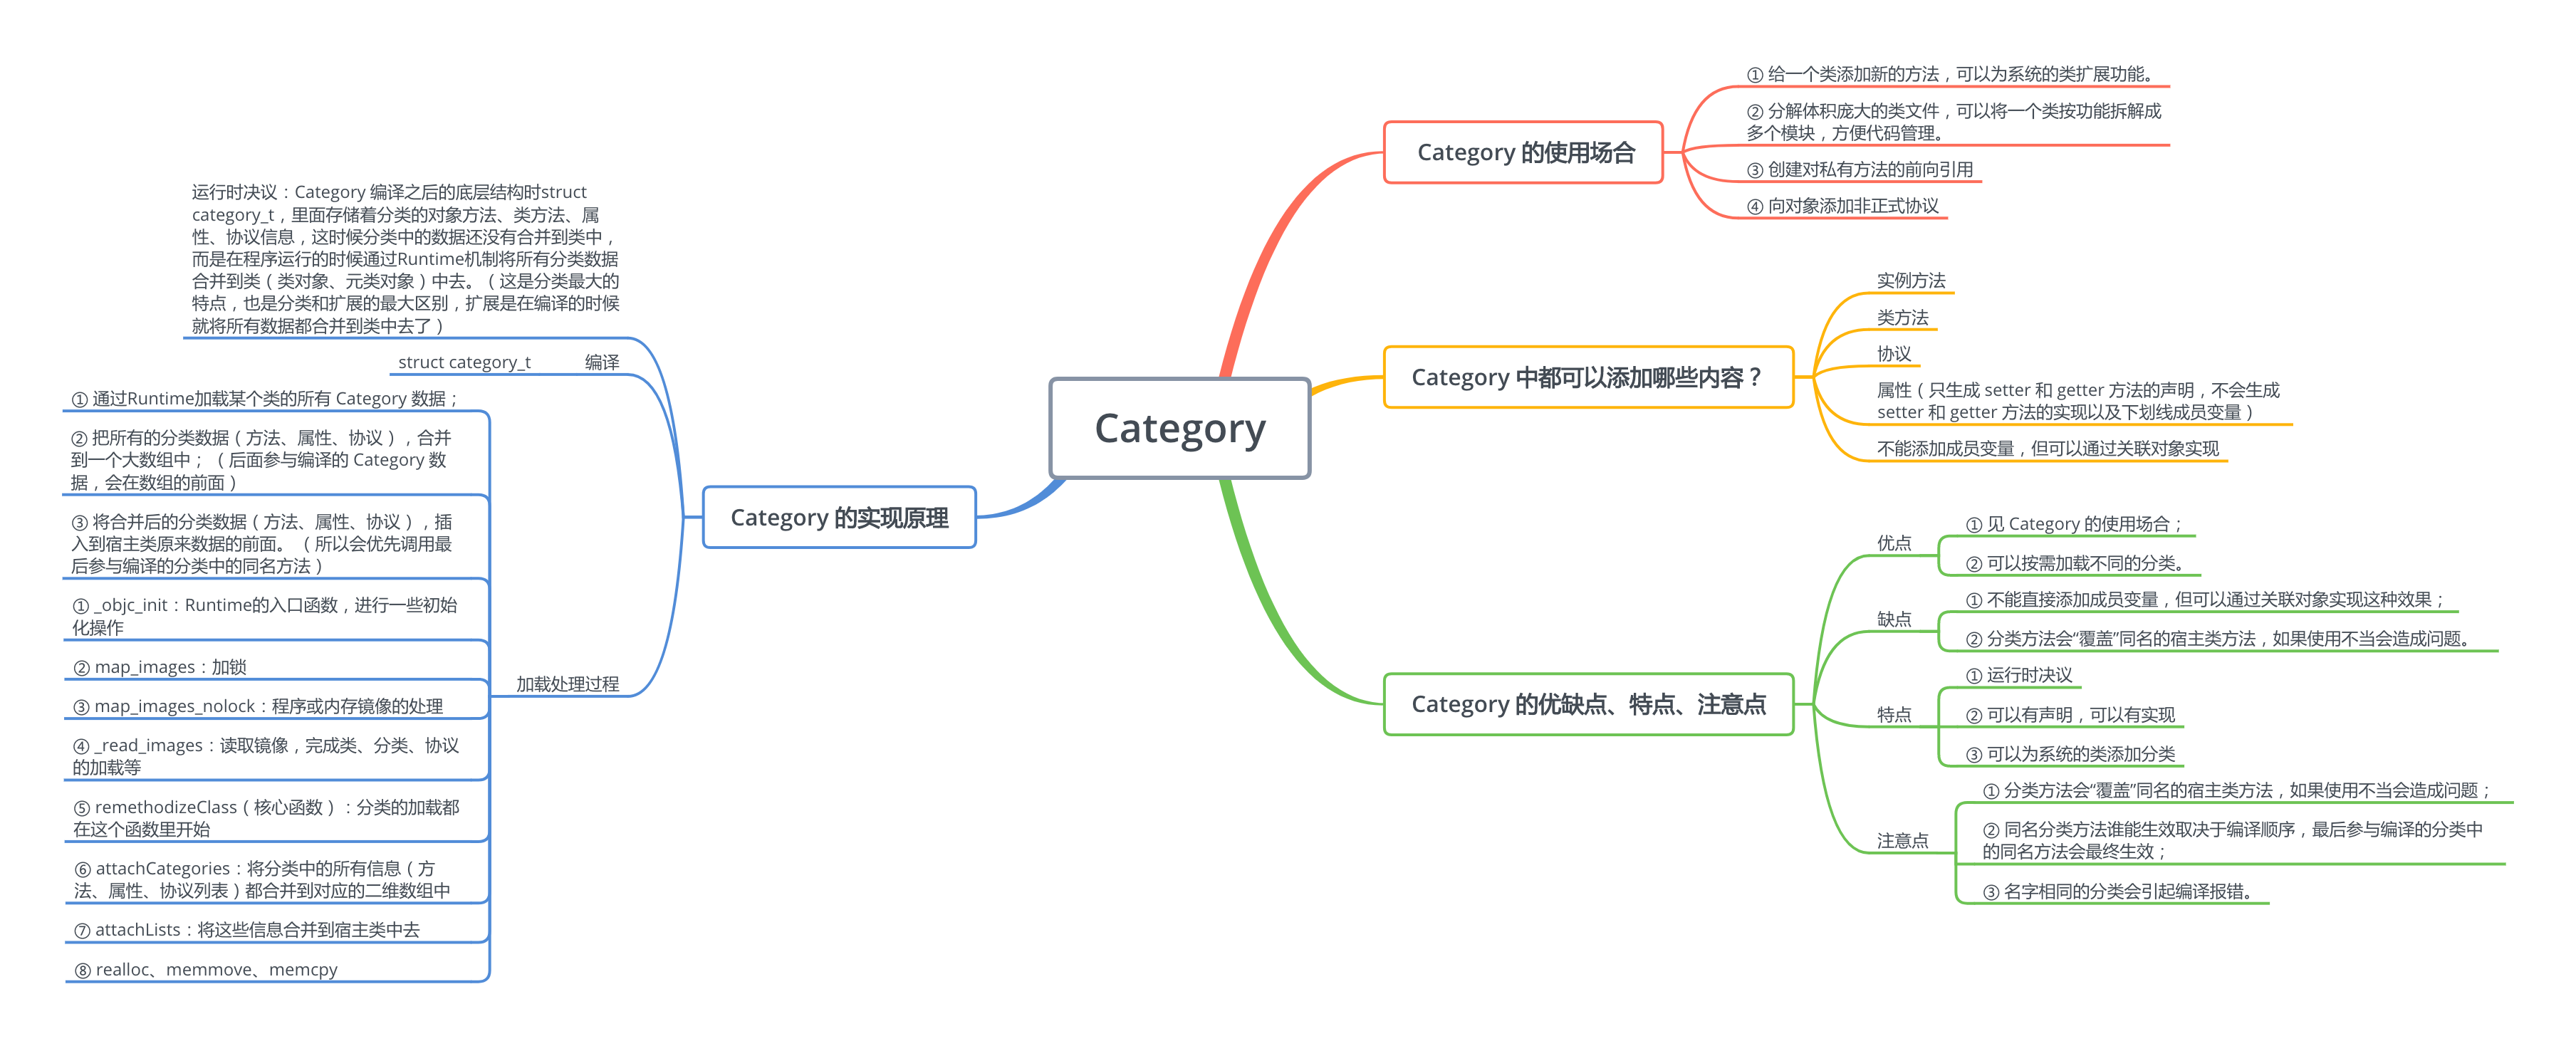 Category
Category 的使用场合
① 给一个类添加新的方法，可以为系统的类扩展功能。
② 分解体积庞大的类文件，可以将一个类按功能拆解成
多个模块，方便代码管理。
③ 创建对私有方法的前向引用
④ 向对象添加非正式协议
Category 中都可以添加哪些内容？
实例方法
类方法
协议
属性（只生成 setter 和 getter 方法的声明，不会生成
setter 和 getter 方法的实现以及下划线成员变量）
不能添加成员变量，但可以通过关联对象实现
Category 的优缺点、特点、注意点
优点
① 见 Category 的使用场合；
② 可以按需加载不同的分类。
缺点
① 不能直接添加成员变量，但可以通过关联对象实现这种效果；
② 分类方法会“覆盖”同名的宿主类方法，如果使用不当会造成问题。
特点
① 运行时决议
② 可以有声明，可以有实现
③ 可以为系统的类添加分类
注意点
① 分类方法会“覆盖”同名的宿主类方法，如果使用不当会造成问题；
② 同名分类方法谁能生效取决于编译顺序，最后参与编译的分类中
的同名方法会最终生效；
③ 名字相同的分类会引起编译报错。
Category 的实现原理
运行时决议：Category 编译之后的底层结构时struct
category_t，里面存储着分类的对象方法、类方法、属
性、协议信息，这时候分类中的数据还没有合并到类中，
而是在程序运行的时候通过Runtime机制将所有分类数据
合并到类（类对象、元类对象）中去。（这是分类最大的
特点，也是分类和扩展的最大区别，扩展是在编译的时候
就将所有数据都合并到类中去了）
编译
struct category_t
加载处理过程
① 通过Runtime加载某个类的所有 Category 数据；
② 把所有的分类数据（方法、属性、协议），合并
到一个大数组中； （后面参与编译的 Category 数
据，会在数组的前面）
③ 将合并后的分类数据（方法、属性、协议），插
入到宿主类原来数据的前面。 （所以会优先调用最
后参与编译的分类中的同名方法）
① _objc_init：Runtime的入口函数，进行一些初始
化操作
② map_images：加锁
③ map_images_nolock：程序或内存镜像的处理
④ _read_images：读取镜像，完成类、分类、协议
的加载等
⑤ remethodizeClass（核心函数）：分类的加载都
在这个函数里开始
⑥ attachCategories：将分类中的所有信息（方
法、属性、协议列表）都合并到对应的二维数组中
⑦ attachLists：将这些信息合并到宿主类中去
⑧ realloc、memmove、memcpy